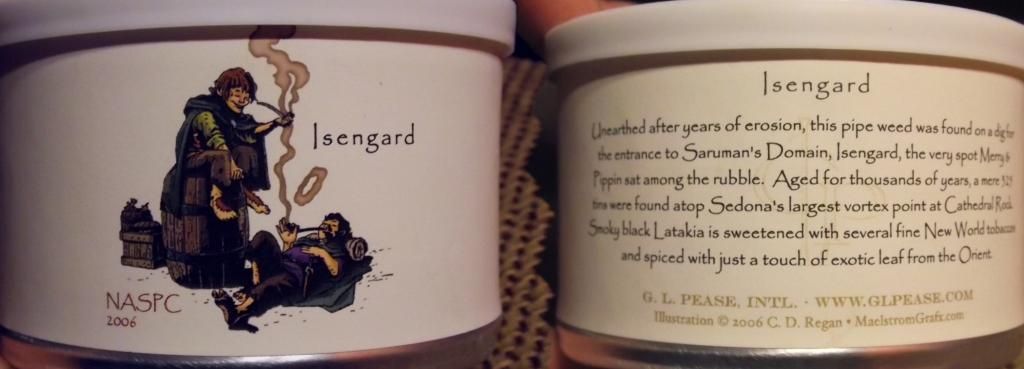 Isengard
NASPC
2006
Isengard
Unearthed after years of erosion, this pipe weed was found on a dig for
the entrance to Saruman's Domain, Isengard, the very spot Merry &
Pippin sat among the rubble. Aged for thousands of years, a mere 525
tins were found atop Sedona's largest vortex point at Cathedral Rock.
Smoky black Latakia is sweetened with several fine New World tobaccos
and spiced with just a touch of exotic leaf from the Orient.
G. L. PEASE, INT'L. · WWW.GLPEASE.COM
Illustration © 2006 C. D. Regan • MaelstromGrafx.com